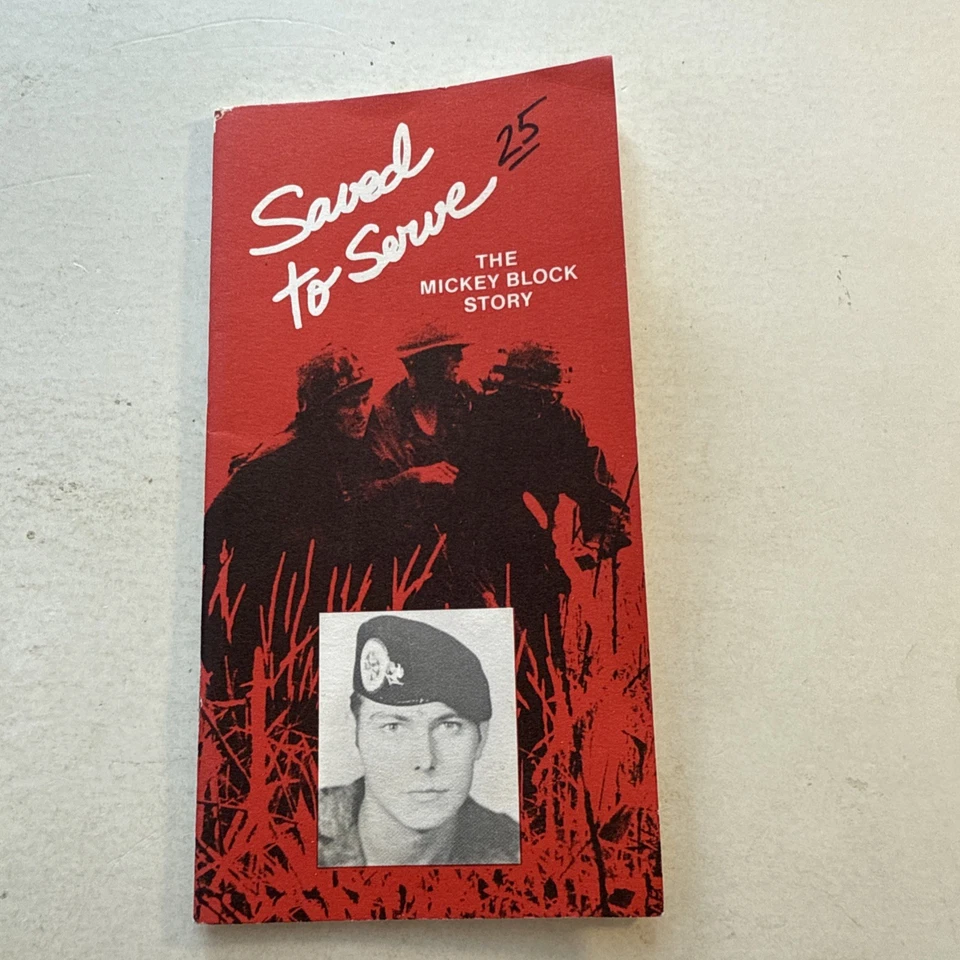 25
Saved
to Serve
THE
MICKEY BLOCK
STORY